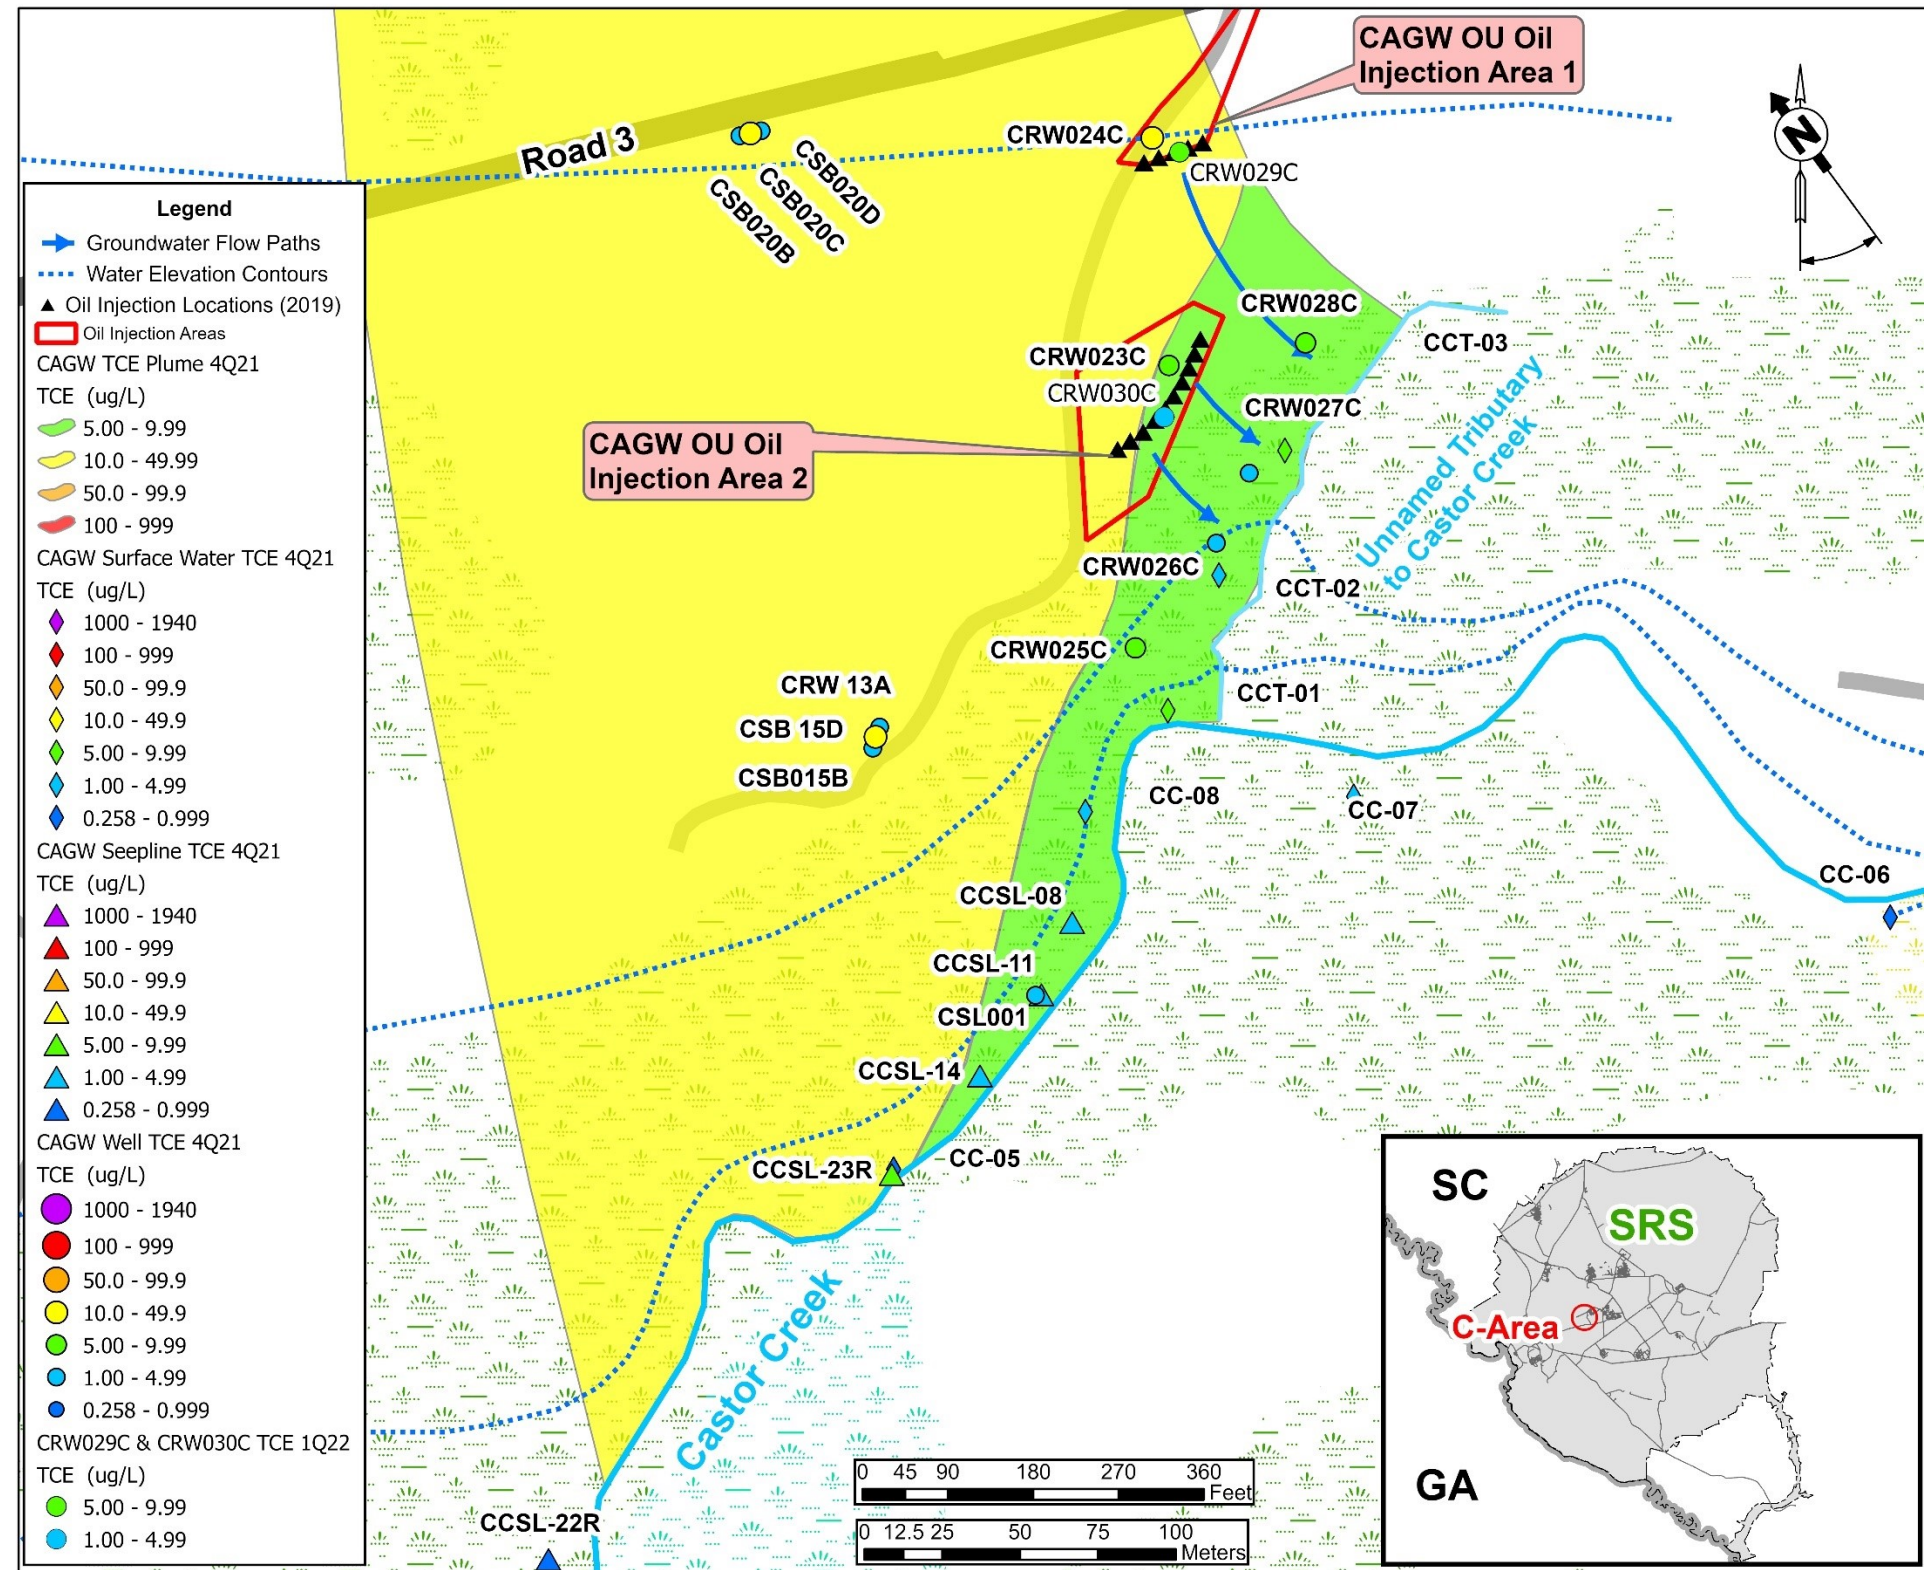 CAGW OU Oil
Injection Area 1
N
Road 3
CRW024C
CRW029C
CSB020D
CSB020C
CSB020B
Legend
Groundwater Flow Paths
Water Elevation Contours
Oil Injection Locations (2019)
Oil Injection Areas
CAGW TCE Plume 4Q21
TCE (ug/L)
5.00 - 9.99
10.0 - 49.99
50.0 - 99.9
100 - 999
CAGW Surface Water TCE 4Q21
TCE (ug/L)
1000 - 1940
100 - 999
50.0 - 99.9
10.0 - 49.9
5.00 - 9.99
1.00 - 4.99
0.258 - 0.999
CAGW Seepline TCE 4Q21
TCE (ug/L)
1000 - 1940
100 - 999
50.0 - 99.9
10.0 - 49.9
5.00 - 9.99
1.00 - 4.99
0.258 - 0.999
CAGW Well TCE 4Q21
TCE (ug/L)
1000 - 1940
100 - 999
50.0 - 99.9
10.0 - 49.9
5.00 - 9.99
1.00 - 4.99
0.258 - 0.999
CRW029C & CRW030C TCE 1Q22
TCE (ug/L)
5.00 - 9.99
1.00 - 4.99
CRW028C
CCT-03
CRW023C
CRW030C
CRW027C
CAGW OU Oil
Injection Area 2
Unnamed Tributary
to Castor Creek
CRW026C
CCT-02
CRW025C
CRW 13A
CCT-01
CSB 15D
CSB015B
CC-08
CC-07
CC-06
CCSL-08
CCSL-11
CSL001
CCSL-14
CC-05
CCSL-23R
Castor Creek
CCSL-22R
0 45 90 180 270 360
Feet
0 12.5 25 50 75 100
Meters
SC
SRS
C-Area
GA